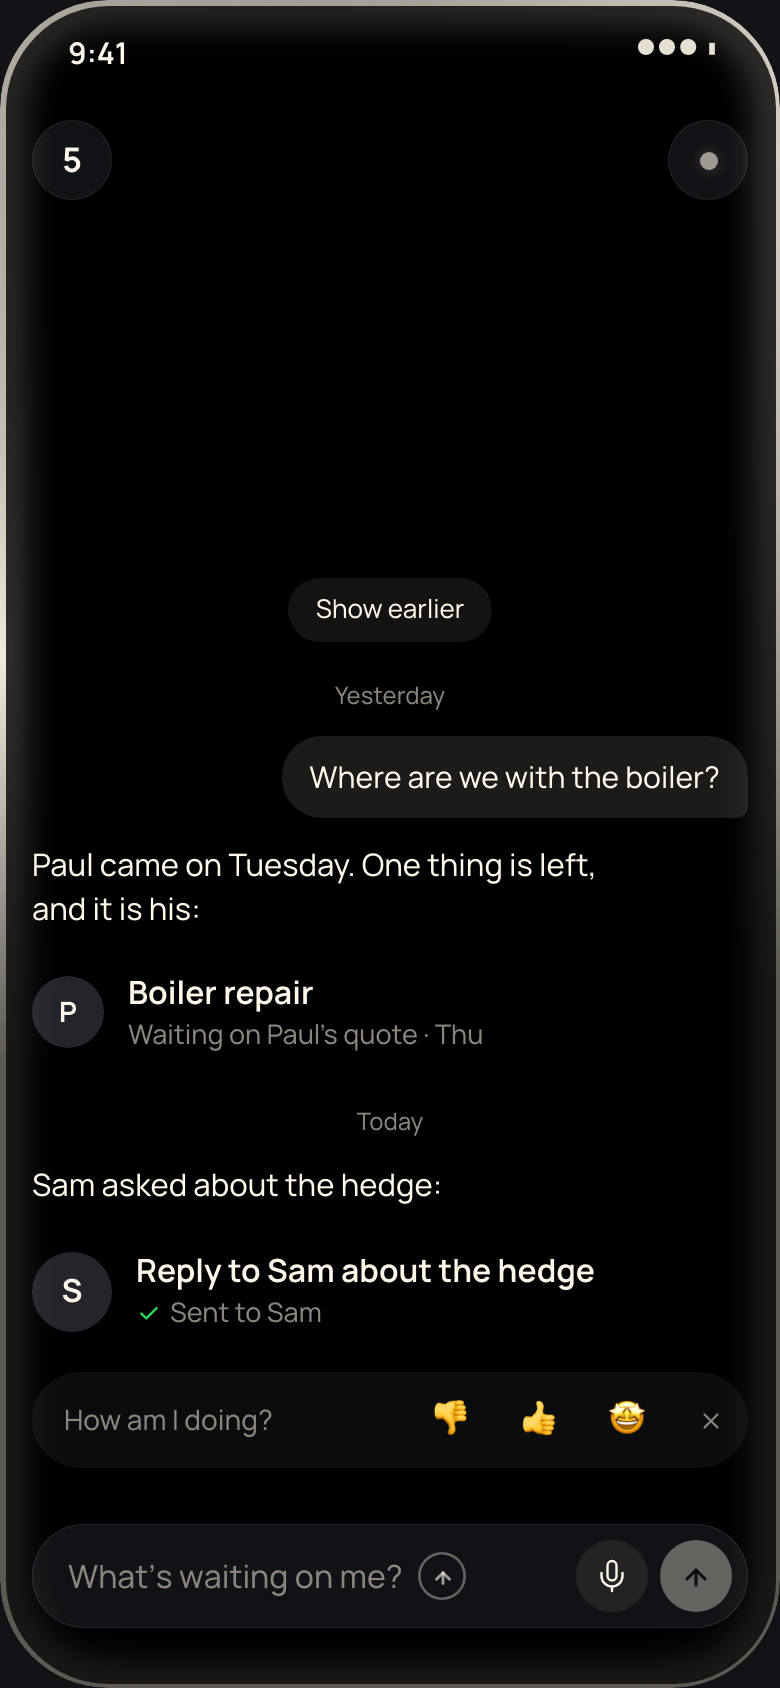 9:41
5
Show earlier
Yesterday
Where are we with the boiler?
Paul came on Tuesday. One thing is left,
and it is his:
P
Boiler repair
Waiting on Paul's quote · Thu
Today
Sam asked about the hedge:
S
Reply to Sam about the hedge
Sent to Sam
How am I doing?
What's waiting on me?